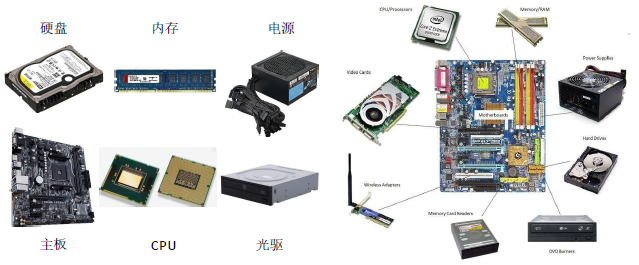 硬盘
内存
电源
主板
CPU
光驱
CPU/Processors
Memory/RAM
Video Cards
Power Supplies
Motherboards
Hard Drives
Wireless Adapters
Memory Card Readers
DVD Burners